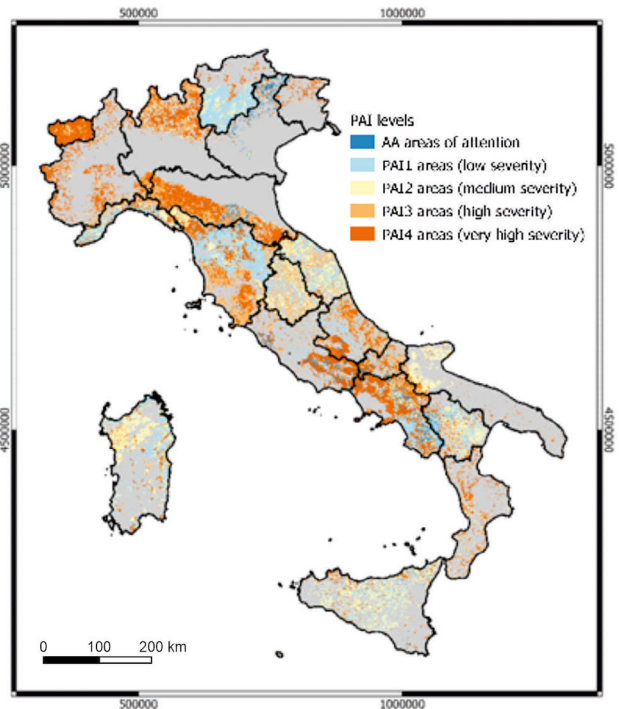 500000 1000000
PAI levels
AA areas of attention
PAI1 areas (low severity)
PAI2 areas (medium severity)
PAI3 areas (high severity)
PAI4 areas (very high severity)
5000000 5000000
4500000 4500000
0 100 200 km
500000 1000000